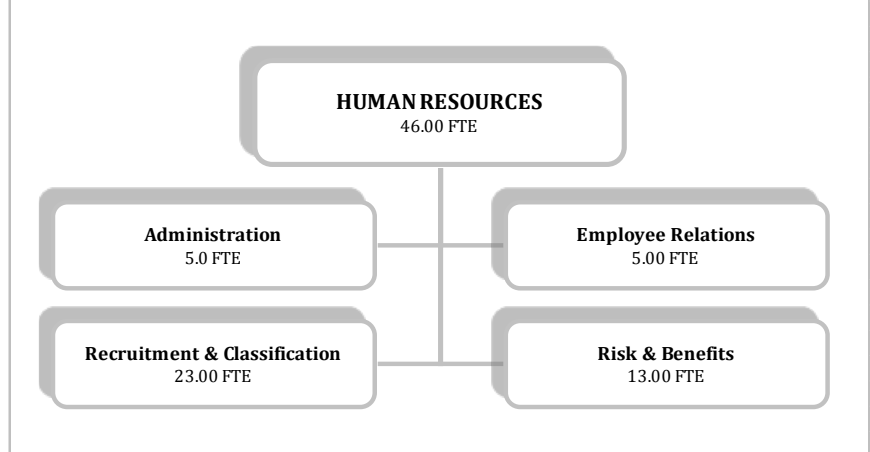 HUMAN RESOURCES
46.00 FTE
Administration
5.0 FTE
Employee Relations
5.00 FTE
Recruitment & Classification
23.00 FTE
Risk & Benefits
13.00 FTE